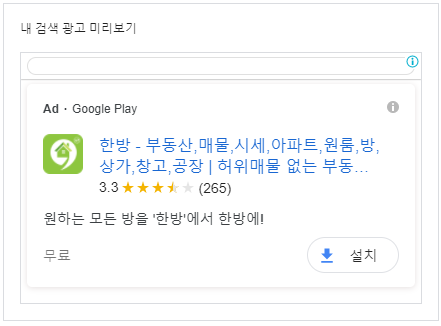 내 검색 광고 미리보기
Ad · Google Play
한방 - 부동산,매물,시세,아파트,원룸,방,
상가,창고,공장 | 허위매물 없는 부동...
3.3 (265)
원하는 모든 방을 '한방'에서 한방에!
무료
설치